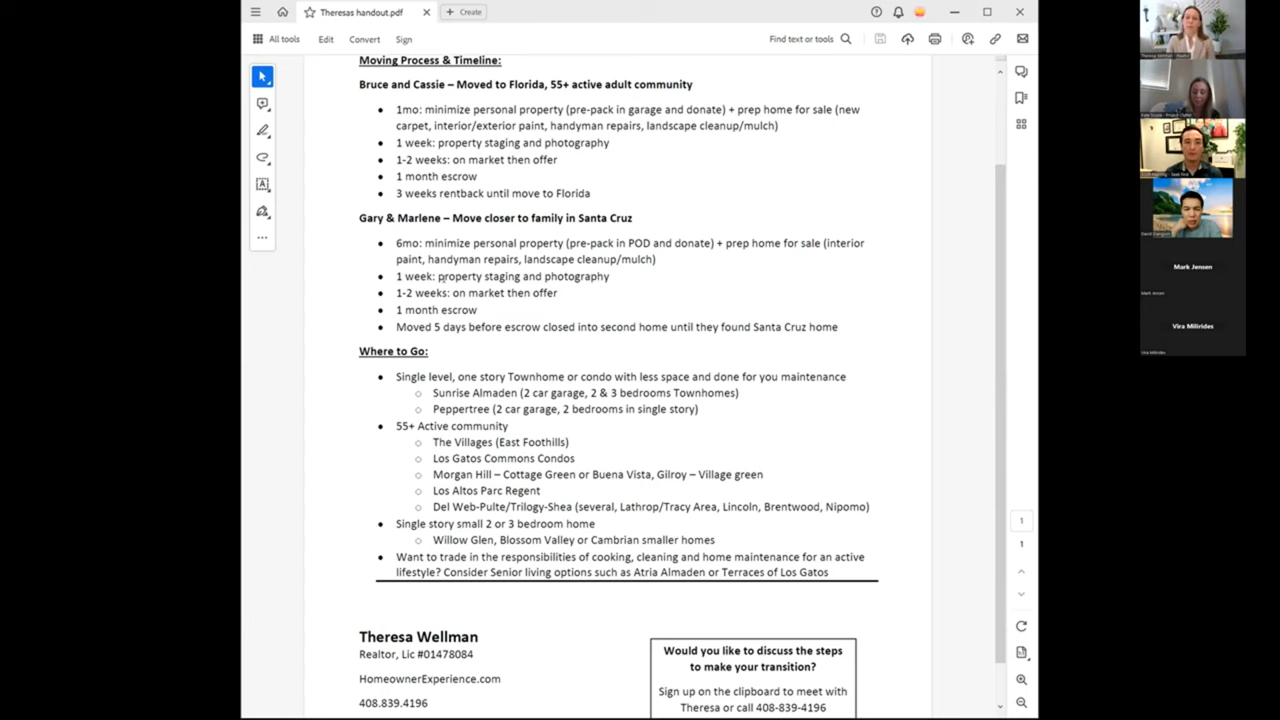 Theresas handout.pdf
Create
All tools
Edit
Convert
Sign
Find text or tools
Moving Process & Timeline:
Bruce and Cassie – Moved to Florida, 55+ active adult community
1mo: minimize personal property (pre-pack in garage and donate) + prep home for sale (new
carpet, interior/exterior paint, handyman repairs, landscape cleanup/mulch)
1 week: property staging and photography
1-2 weeks: on market then offer
1 month escrow
3 weeks rentback until move to Florida
Gary & Marlene – Move closer to family in Santa Cruz
6mo: minimize personal property (pre-pack in POD and donate) + prep home for sale (interior
paint, handyman repairs, landscape cleanup/mulch)
1 week: property staging and photography
1-2 weeks: on market then offer
1 month escrow
Moved 5 days before escrow closed into second home until they found Santa Cruz home
Where to Go:
Single level, one story Townhome or condo with less space and done for you maintenance
Sunrise Almaden (2 car garage, 2 & 3 bedrooms Townhomes)
Peppertree (2 car garage, 2 bedrooms in single story)
55+ Active community
The Villages (East Foothills)
Los Gatos Commons Condos
Morgan Hill – Cottage Green or Buena Vista, Gilroy – Village green
Los Altos Parc Regent
Del Web-Pulte/Trilogy-Shea (several, Lathrop/Tracy Area, Lincoln, Brentwood, Nipomo)
Single story small 2 or 3 bedroom home
Willow Glen, Blossom Valley or Cambrian smaller homes
Want to trade in the responsibilities of cooking, cleaning and home maintenance for an active
lifestyle? Consider Senior living options such as Atria Almaden or Terraces of Los Gatos
Theresa Wellman
Realtor, Lic #01478084
HomeownerExperience.com
408.839.4196
Would you like to discuss the steps
to make your transition?
Sign up on the clipboard to meet with
Theresa or call 408-839-4196
1
1
Mark Jensen
Mark Jensen
Vira Milirides
Vira Milirides